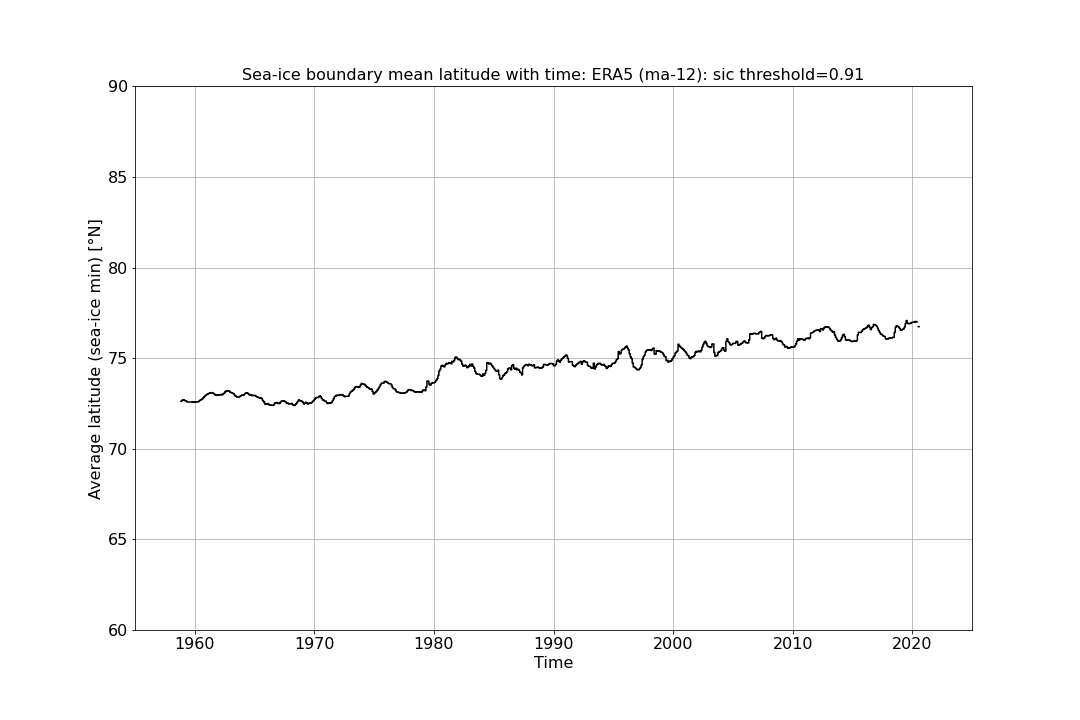 Sea-ice boundary mean latitude with time: ERA5 (ma-12): sic threshold=0.91
90
85
80
75
70
65
60
Average latitude (sea-ice min) [°N]
1960 1970 1980 1990 2000 2010 2020
Time